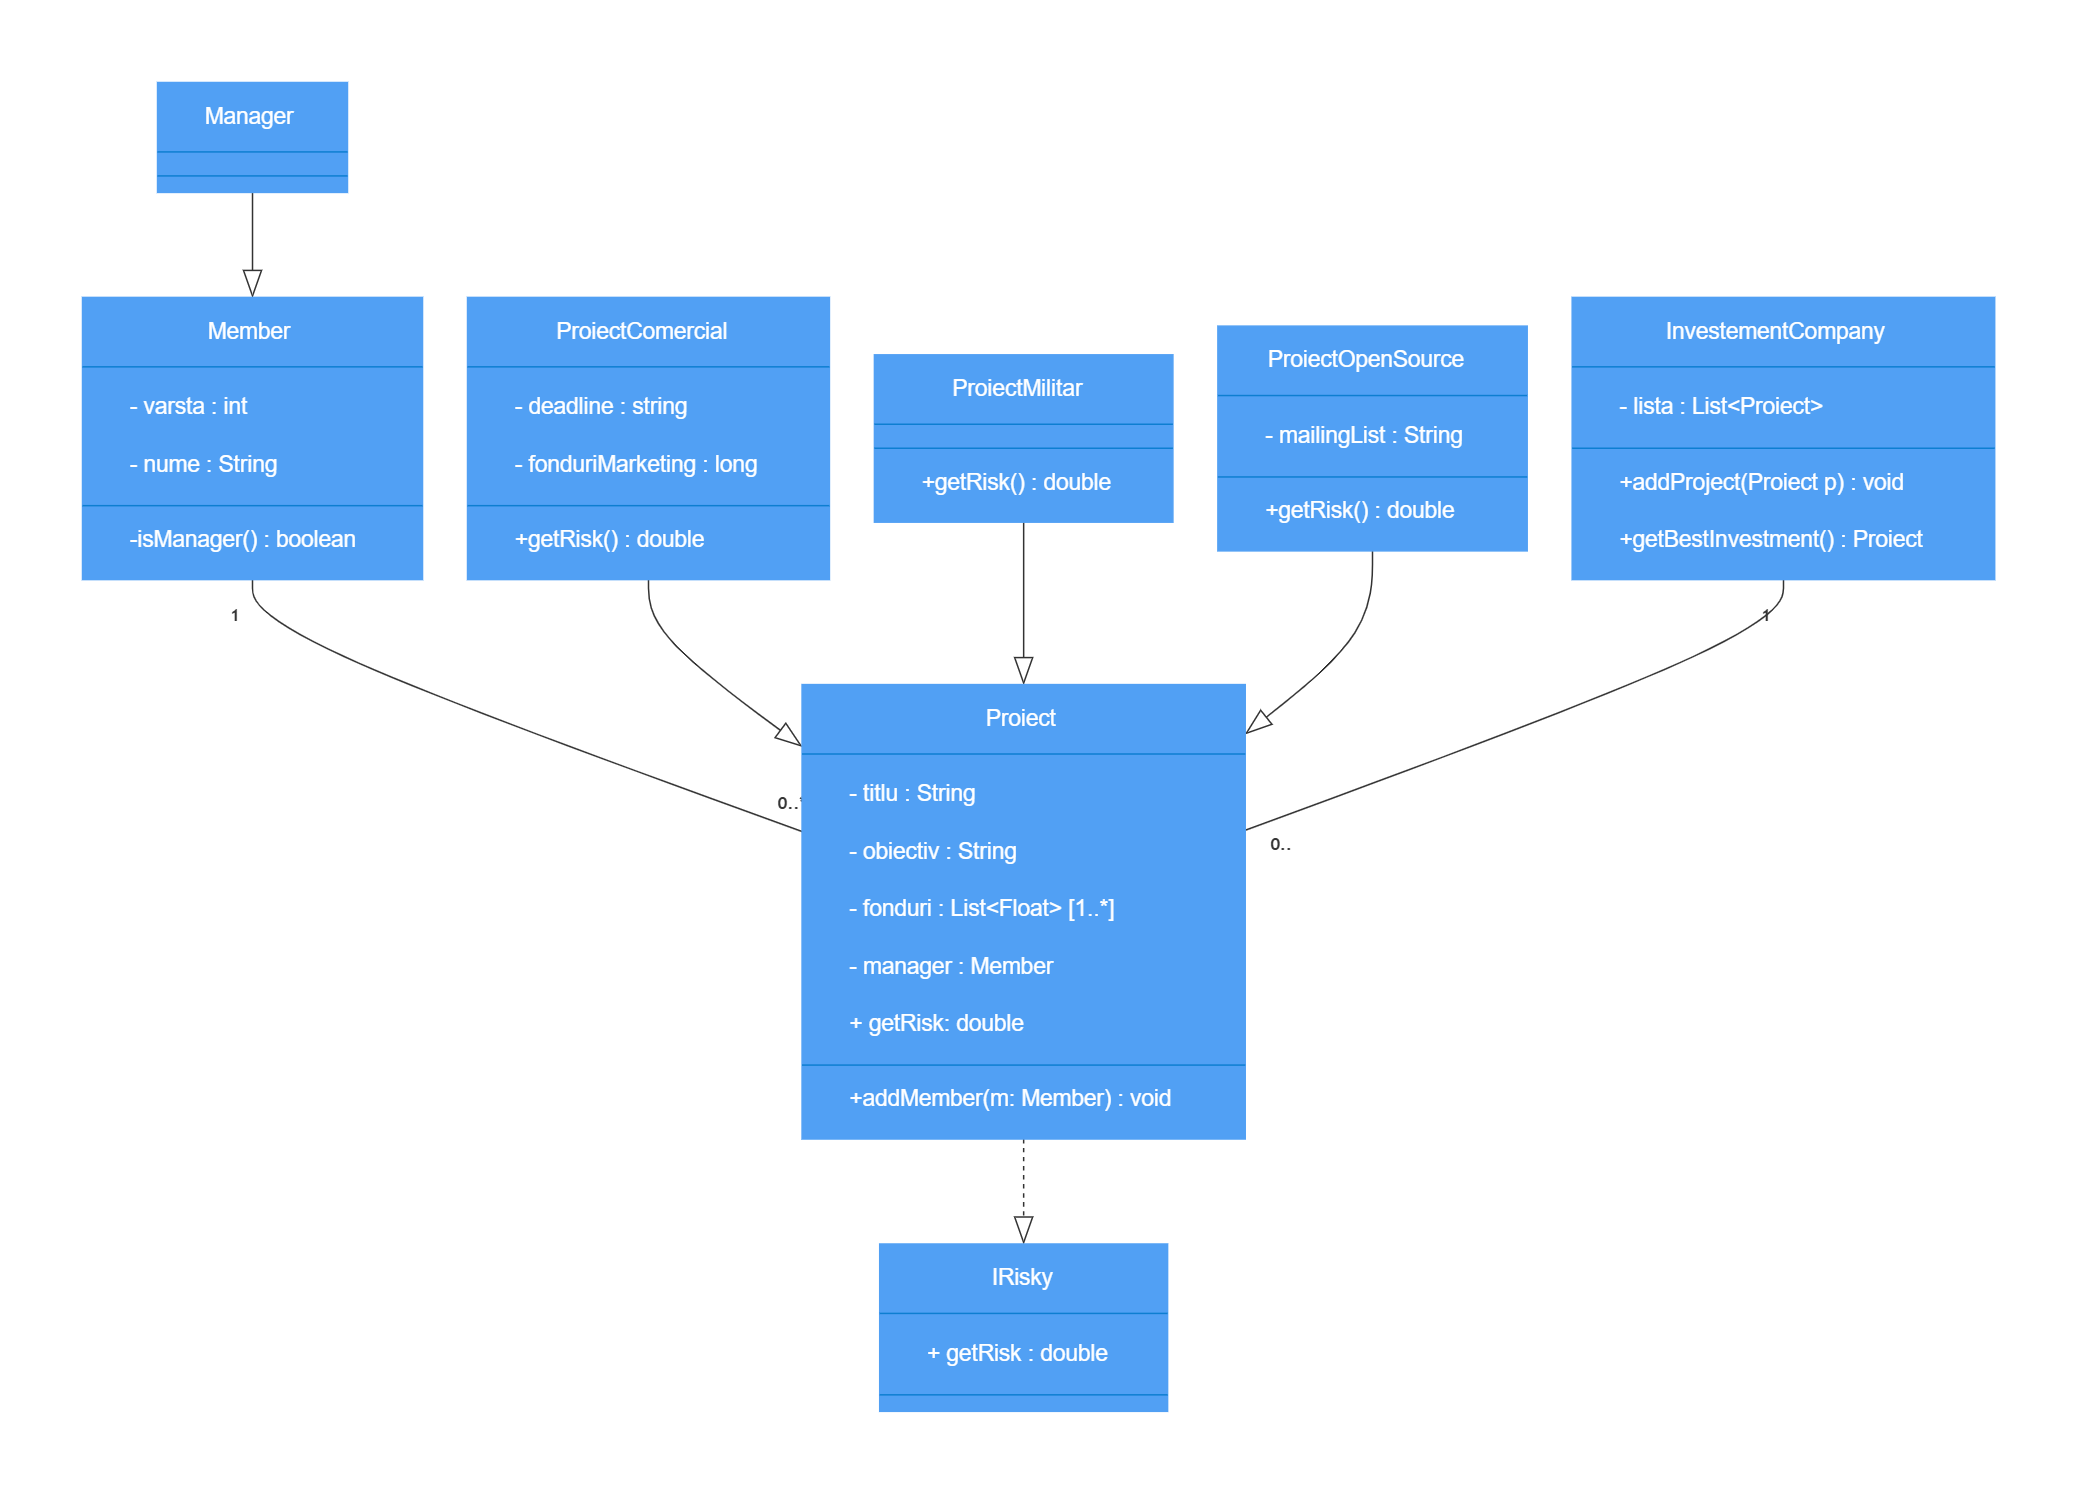 Manager
Member
- varsta : int
- nume : String
-isManager() : boolean
ProiectComercial
- deadline : string
- fonduriMarketing : long
+getRisk() : double
ProiectMilitar
+getRisk() : double
ProiectOpenSource
- mailingList : String
+getRisk() : double
InvestementCompany
- lista : List<Proiect>
+addProject(Proiect p) : void
+getBestInvestment() : Proiect
1
1
0..*
0..
Proiect
- titlu : String
- obiectiv : String
- fonduri : List<Float> [1..*]
- manager : Member
+ getRisk: double
+addMember(m: Member) : void
IRisky
+ getRisk : double